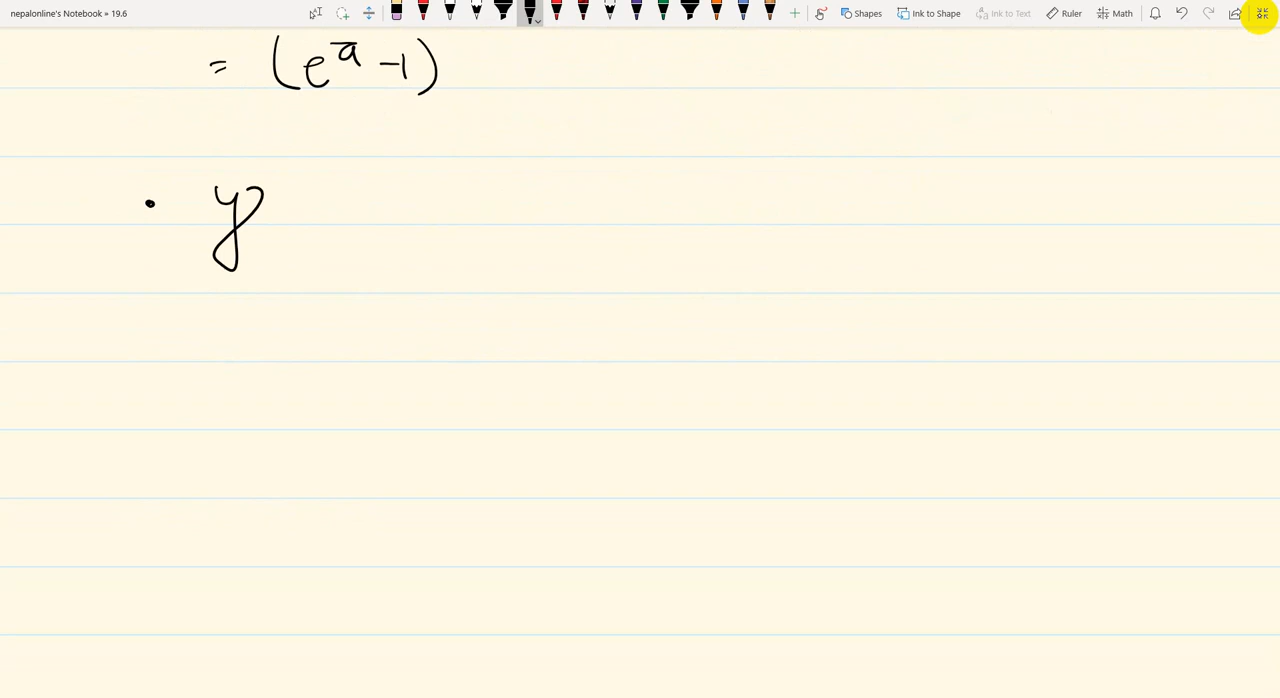 nepalonline's Notebook » 19.6 Shapes Ink to Shape Ink to Text Ruler Math
= (e^a̅ -1)
• y